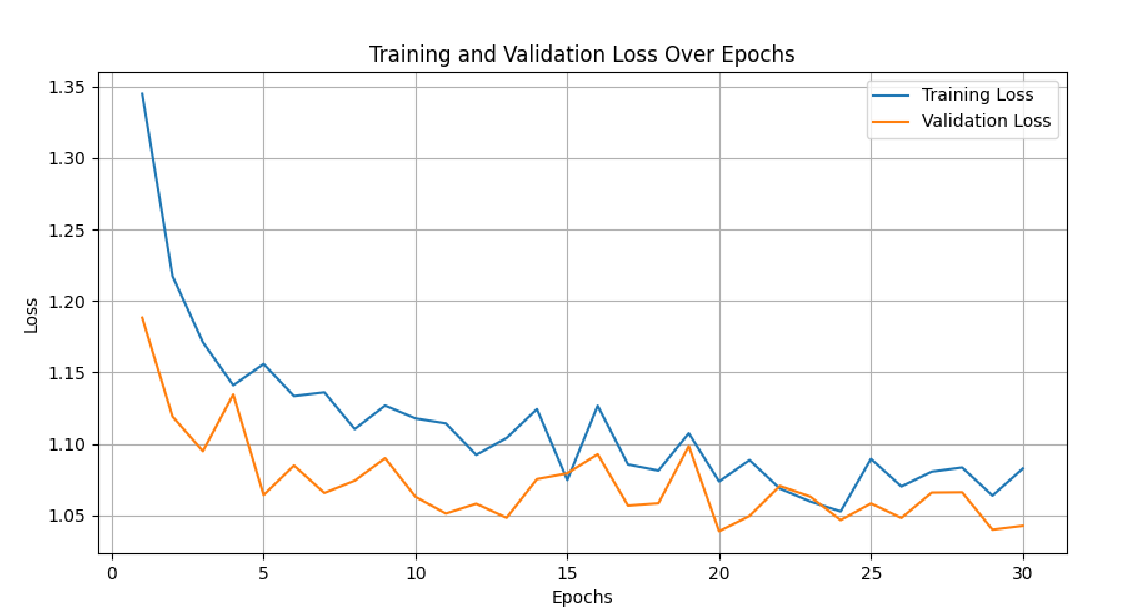 Training and Validation Loss Over Epochs
Training Loss
Validation Loss
Loss
1.35
1.30
1.25
1.20
1.15
1.10
1.05
0 5 10 15 20 25 30
Epochs